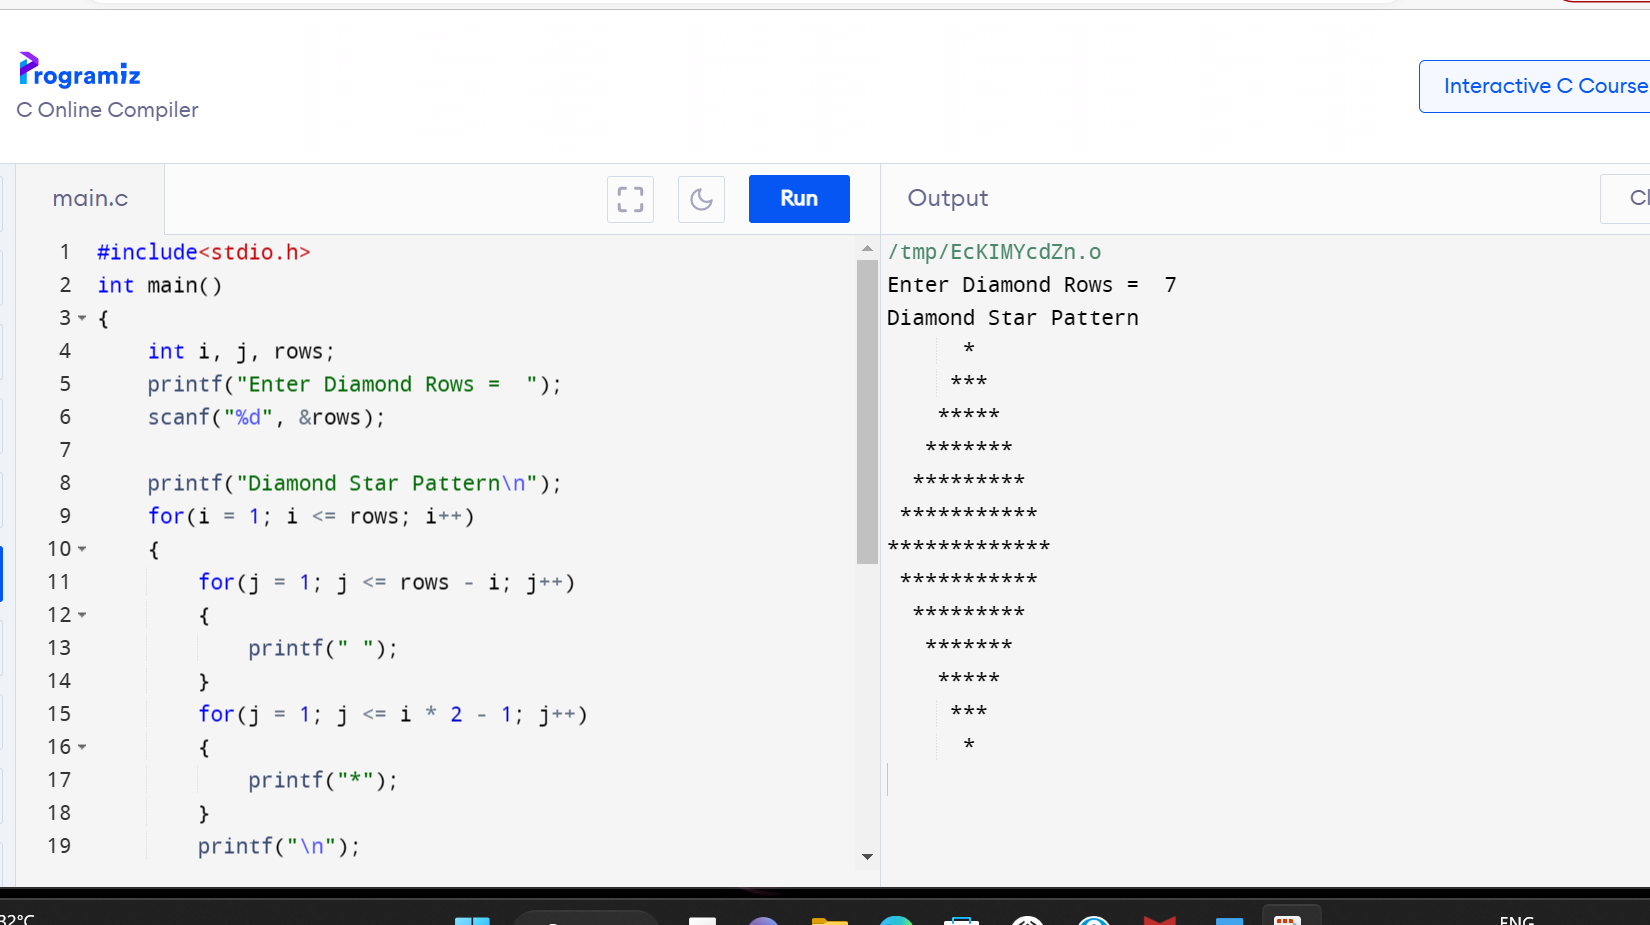 Programiz
C Online Compiler
Interactive C Course
main.c
Run
Output
1 #include<stdio.h>
2 int main()
3 {
4     int i, j, rows;
5     printf("Enter Diamond Rows =  ");
6     scanf("%d", &rows);
7
8     printf("Diamond Star Pattern\n");
9     for(i = 1; i <= rows; i++)
10     {
11         for(j = 1; j <= rows - i; j++)
12         {
13             printf(" ");
14         }
15         for(j = 1; j <= i * 2 - 1; j++)
16         {
17             printf("*");
18         }
19         printf("\n");
/tmp/EcKIMYcdZn.o
Enter Diamond Rows =  7
Diamond Star Pattern
      *
     ***
    *****
   *******
  *********
 ***********
*************
 ***********
  *********
   *******
    *****
     ***
      *
32°C
ENG